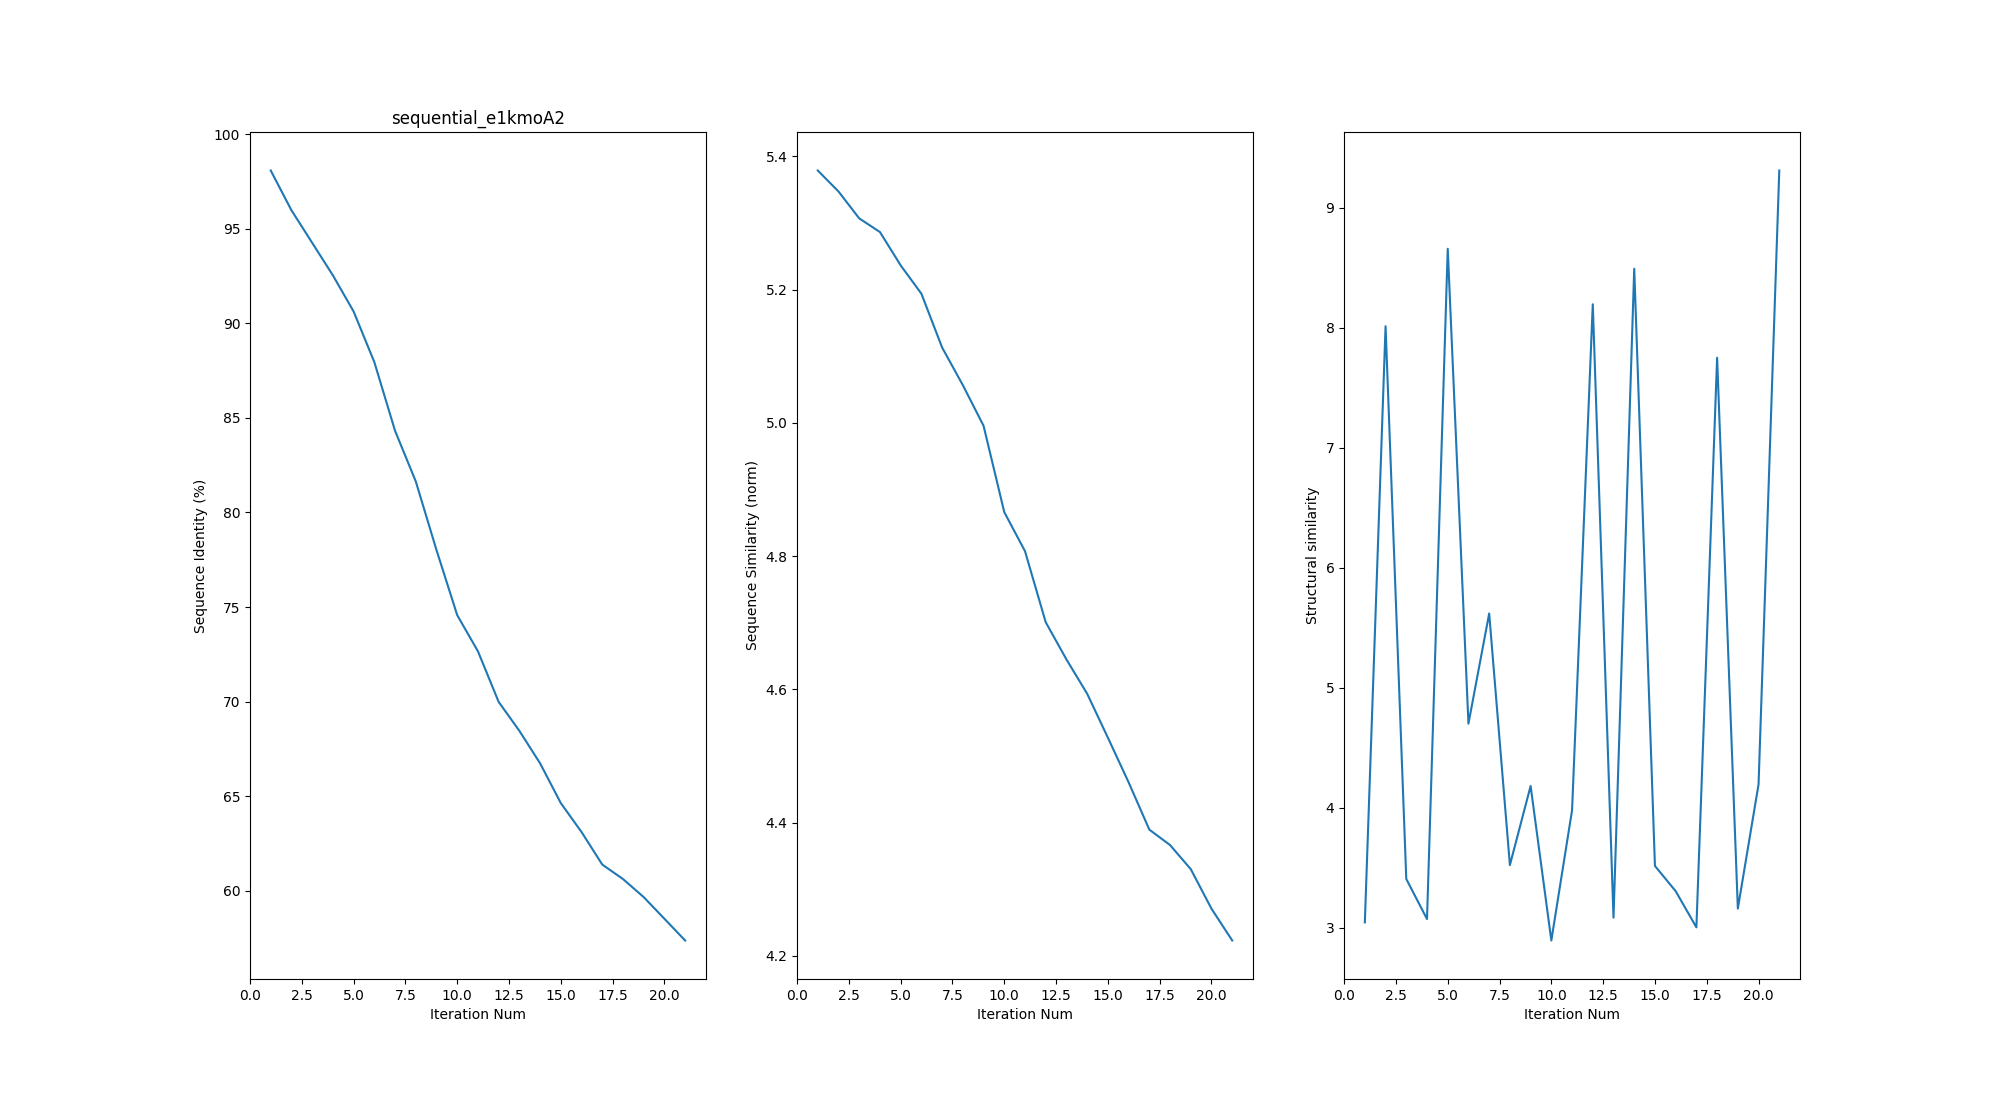 sequential_e1kmoA2
Sequence Identity (%)
100
95
90
85
80
75
70
65
60
0.0 2.5 5.0 7.5 10.0 12.5 15.0 17.5 20.0
Iteration Num
Sequence Similarity (norm)
5.4
5.2
5.0
4.8
4.6
4.4
4.2
0.0 2.5 5.0 7.5 10.0 12.5 15.0 17.5 20.0
Iteration Num
Structural similarity
9
8
7
6
5
4
3
0.0 2.5 5.0 7.5 10.0 12.5 15.0 17.5 20.0
Iteration Num